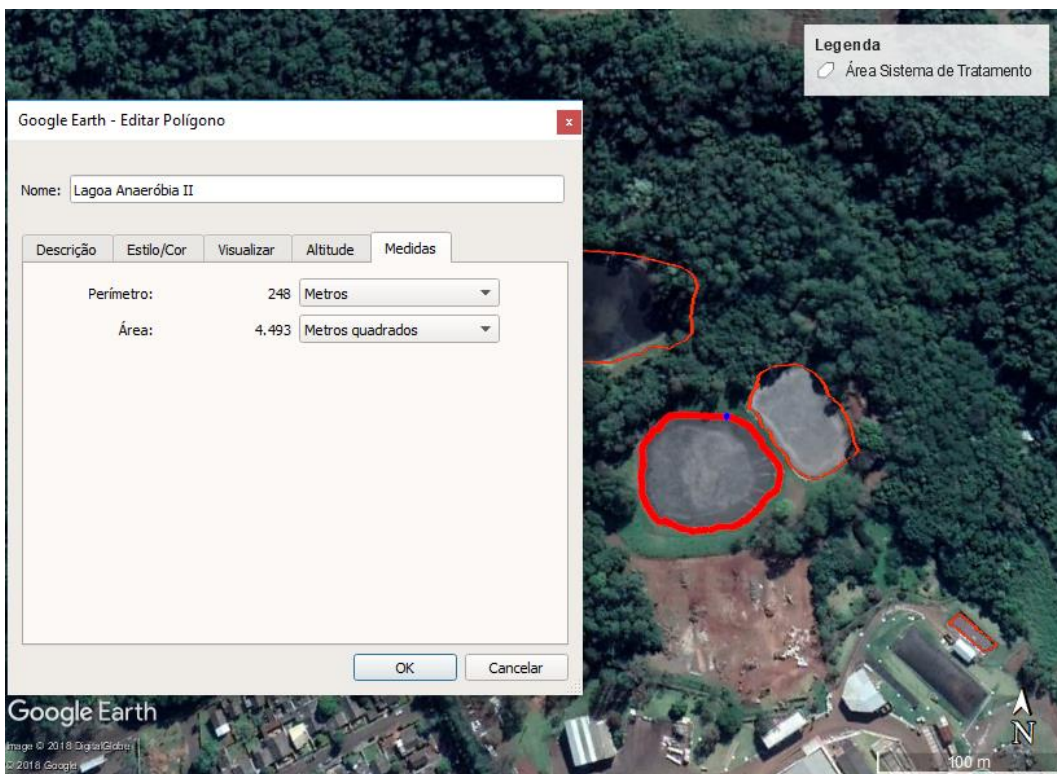 Legenda
Área Sistema de Tratamento
Google Earth - Editar Polígono
x
Nome: Lagoa Anaeróbia II
Descrição Estilo/Cor Visualizar Altitude Medidas
Perímetro: 248 Metros
Área: 4.493 Metros quadrados
OK Cancelar
Google Earth
Image © 2018 DigitalGlobe
© 2018 Google
N
100 m